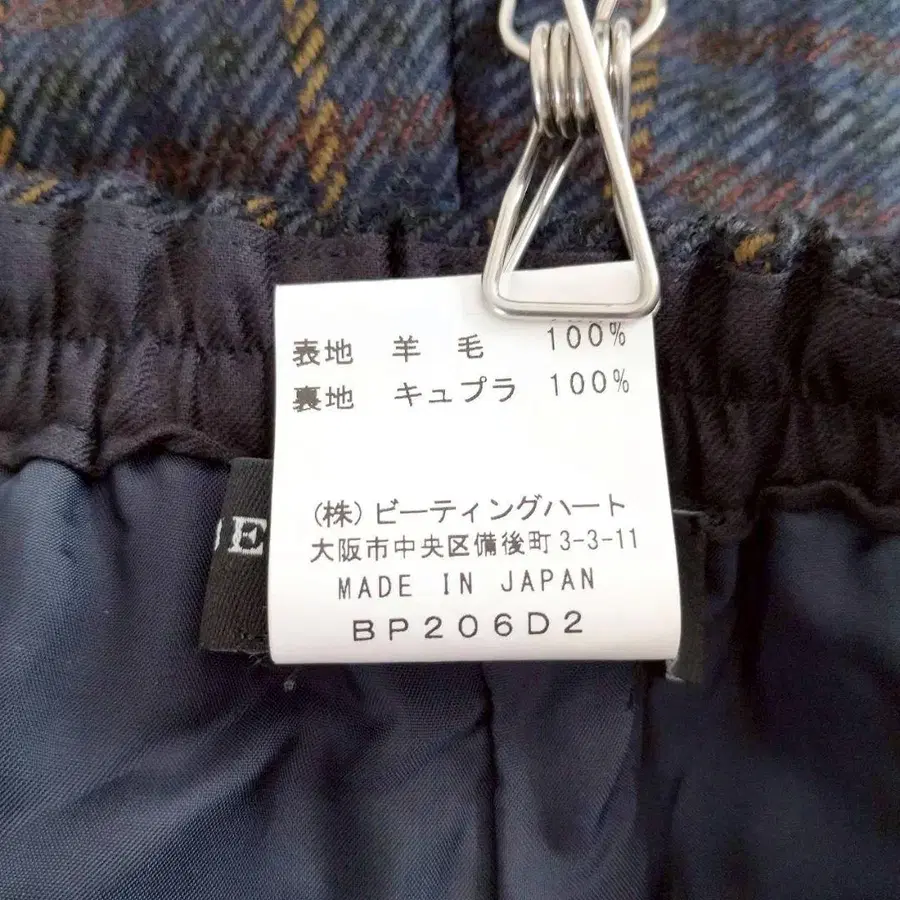 表地 羊毛 100%
裏地 キュプラ 100%
(株)ビーティングハート
大阪市中央区備後町3-3-11
MADE IN JAPAN
BP206D2